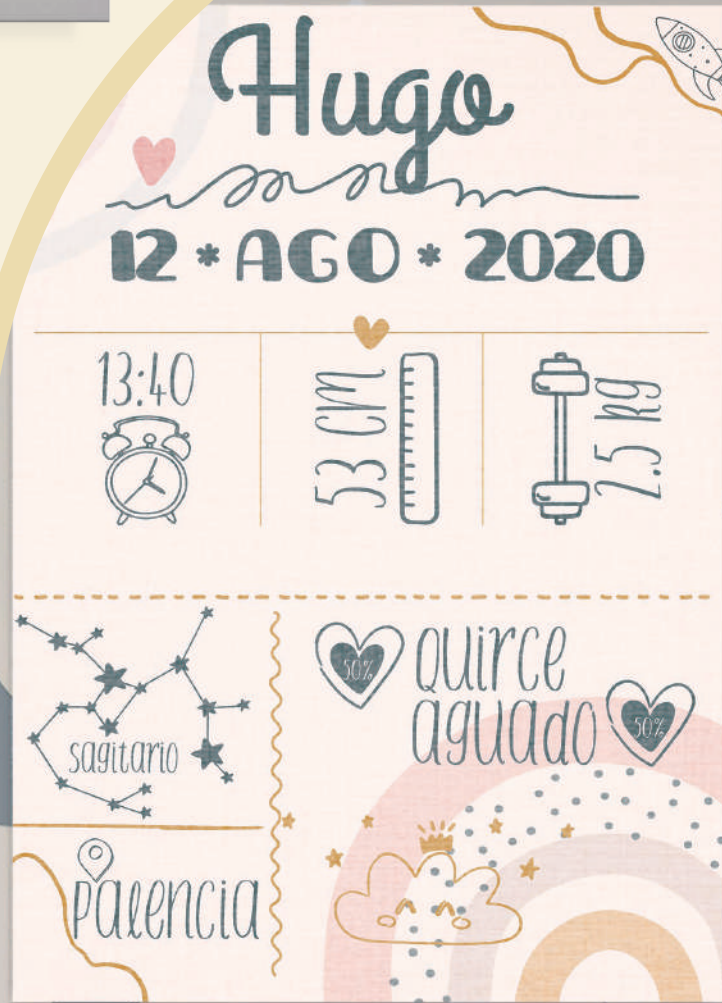 Hugo
12 * AGO * 2020
13:40
53 CM
2.5 kg
50%
quirce
aguado
50%
sagitario
palencia